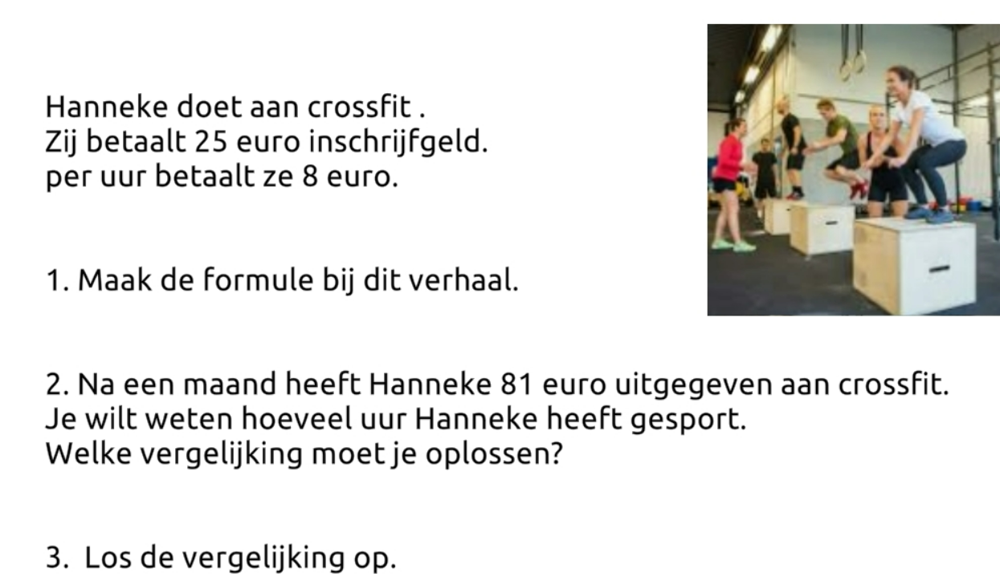 Hanneke doet aan crossfit .
Zij betaalt 25 euro inschrijfgeld.
per uur betaalt ze 8 euro.
1. Maak de formule bij dit verhaal.
2. Na een maand heeft Hanneke 81 euro uitgegeven aan crossfit.
Je wilt weten hoeveel uur Hanneke heeft gesport.
Welke vergelijking moet je oplossen?
3. Los de vergelijking op.